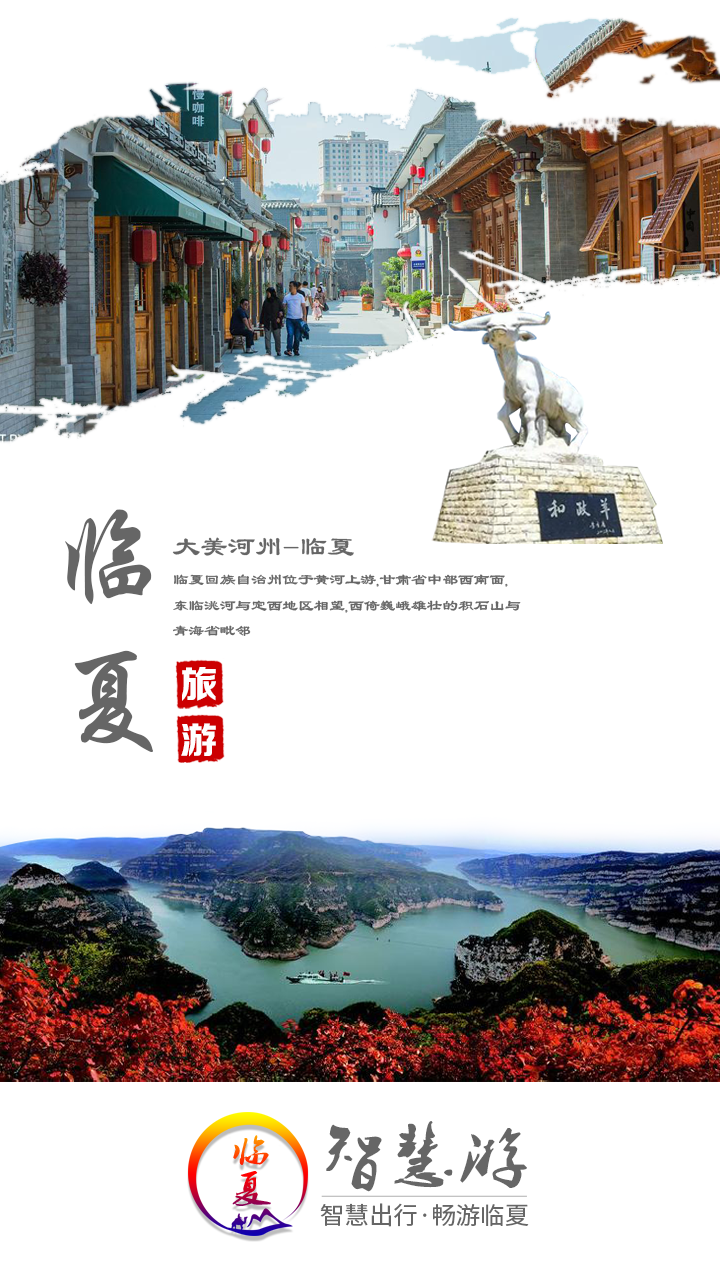 慢咖啡
和政羊
临夏
大美河州-临夏
临夏回族自治州位于黄河上游,甘肃省中部西南面,
东临洮河与定西地区相望,西倚巍峨雄壮的积石山与
青海省毗邻
旅游
临夏
智慧游
智慧出行·畅游临夏